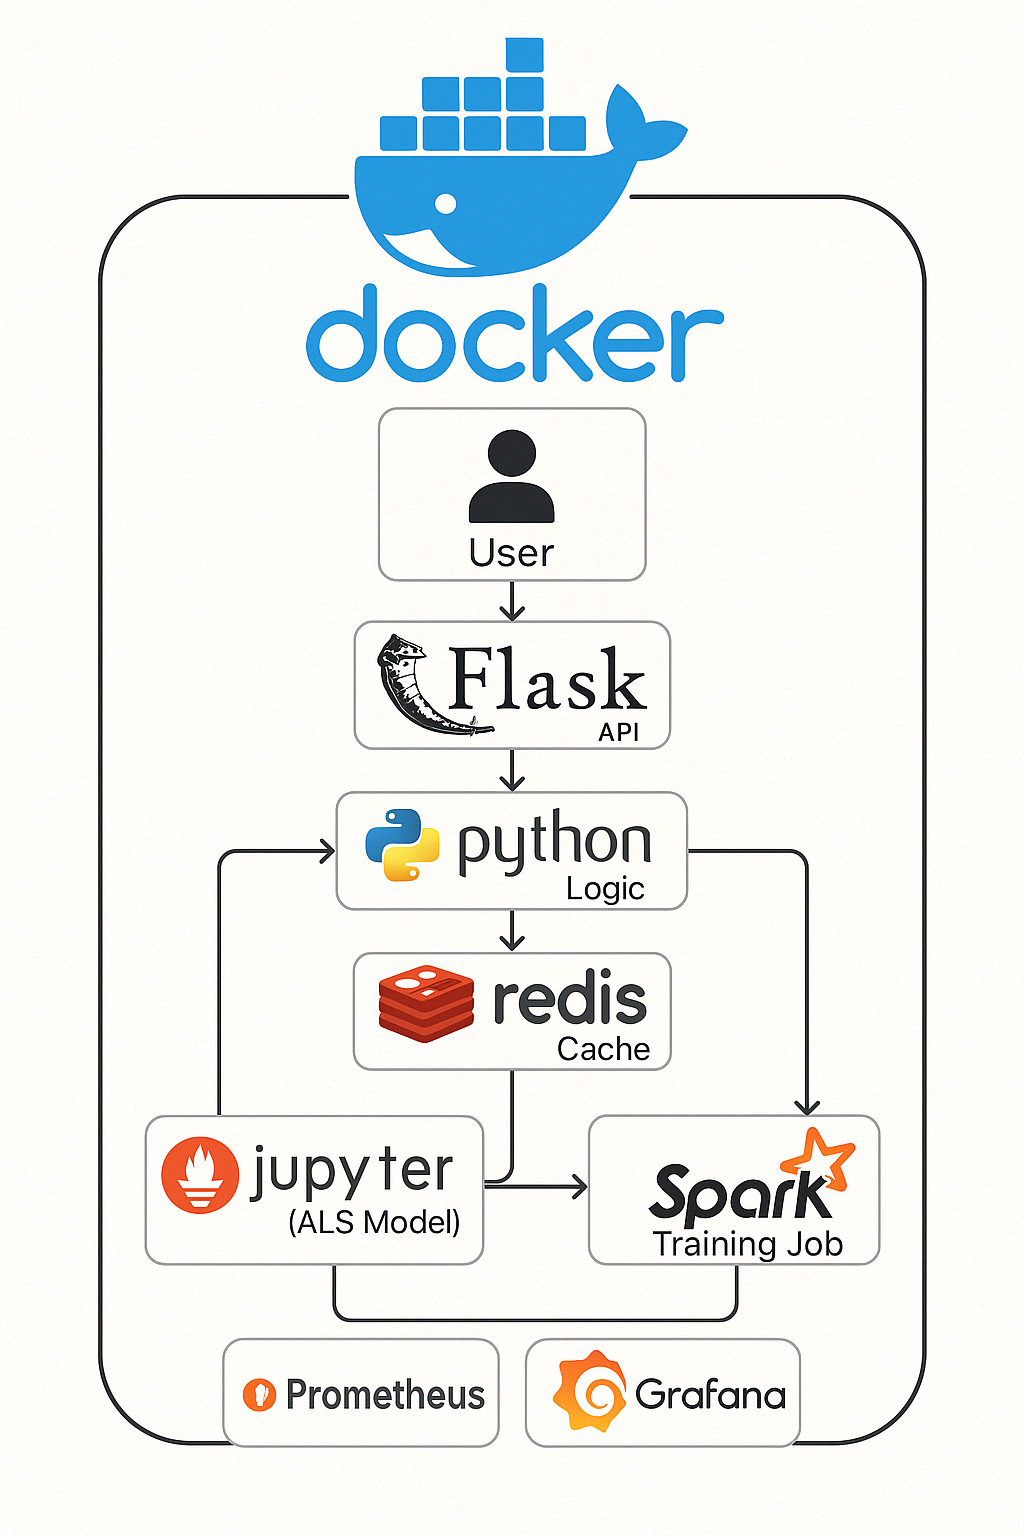 docker
User
Flask
API
python
Logic
redis
Cache
jupyter
(ALS Model)
Spark
Training Job
Prometheus
Grafana